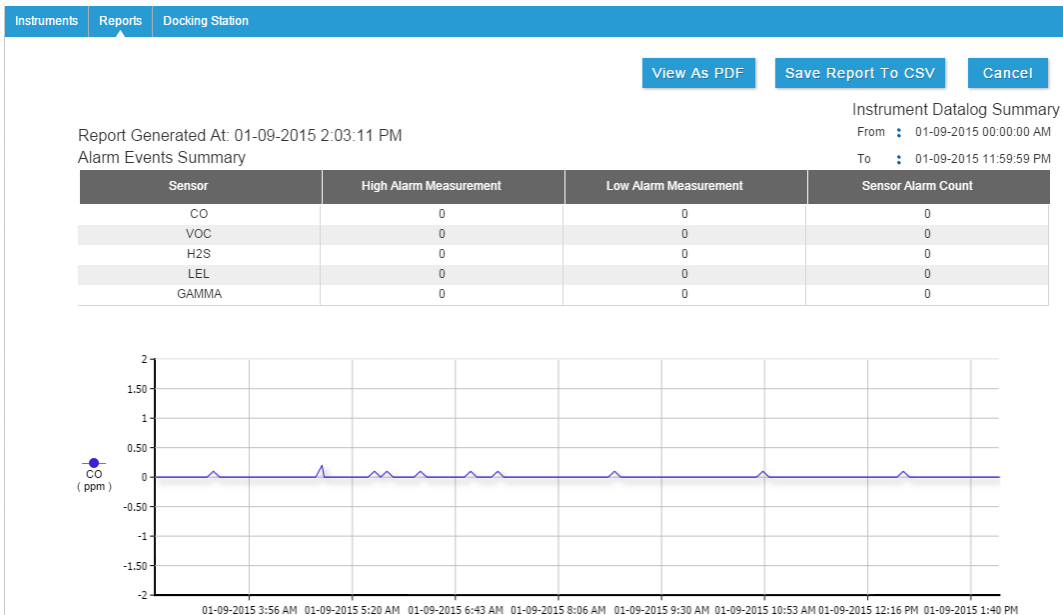 Instruments Reports Docking Station
View As PDF Save Report To CSV Cancel
Instrument Datalog Summary
Report Generated At: 01-09-2015 2:03:11 PM
From : 01-09-2015 00:00:00 AM
Alarm Events Summary
To : 01-09-2015 11:59:59 PM
Sensor High Alarm Measurement Low Alarm Measurement Sensor Alarm Count
CO 0 0 0
VOC 0 0 0
H2S 0 0 0
LEL 0 0 0
GAMMA 0 0 0
2
1.50
1
0.50
0
-0.50
-1
-1.50
-2
CO
( ppm )
01-09-2015 3:56 AM 01-09-2015 5:20 AM 01-09-2015 6:43 AM 01-09-2015 8:06 AM 01-09-2015 9:30 AM 01-09-2015 10:53 AM 01-09-2015 12:16 PM 01-09-2015 1:40 PM